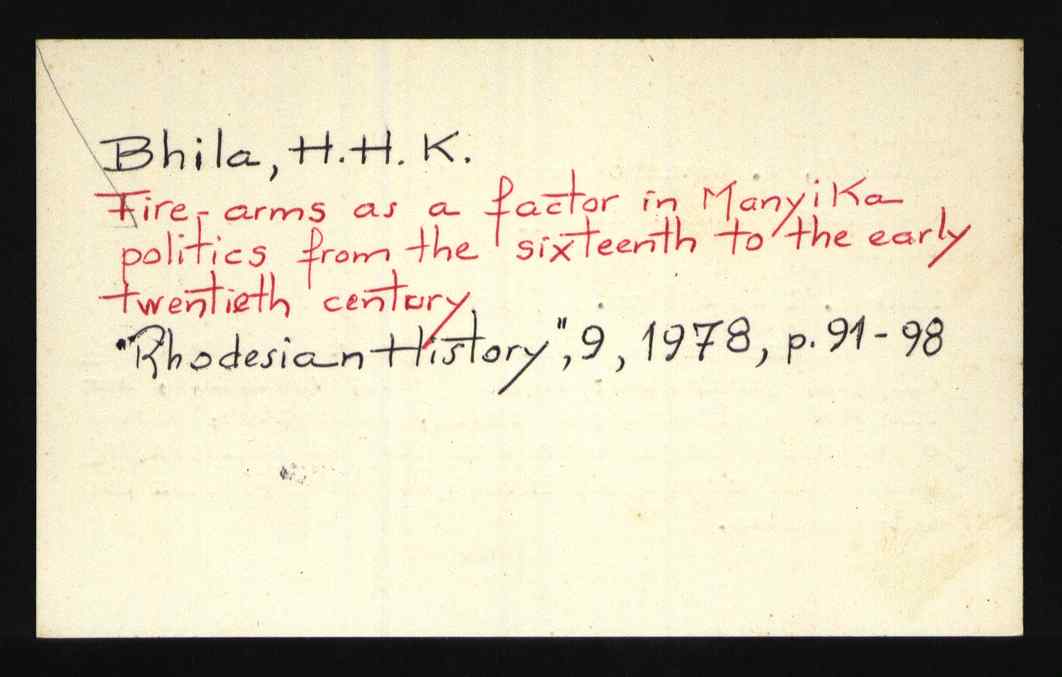 Bhila, H.H. K.
Fire-arms as a factor in Manyika
politics from the sixteenth to the early
twentieth century
"Rhodesian History", 9, 1978, p. 91-98